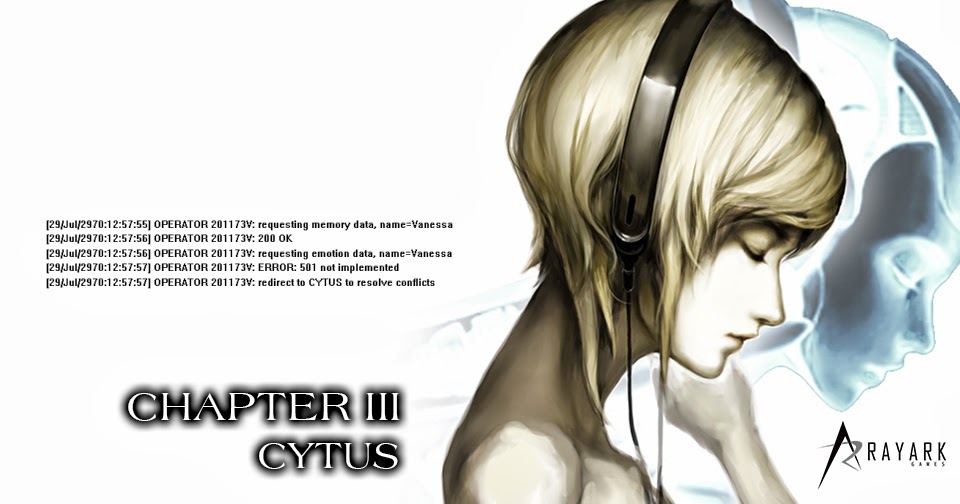 [29/Jul/2970:12:57:55] OPERATOR 201173V: requesting memory data, name=Vanessa
[29/Jul/2970:12:57:56] OPERATOR 201173V: 200 OK
[29/Jul/2970:12:57:56] OPERATOR 201173V: requesting emotion data, name=Vanessa
[29/Jul/2970:12:57:57] OPERATOR 201173V: ERROR: 501 not implemented
[29/Jul/2970:12:57:57] OPERATOR 201173V: redirect to CYTUS to resolve conflicts
CHAPTER III
CYTUS
RAYARK
GAMES